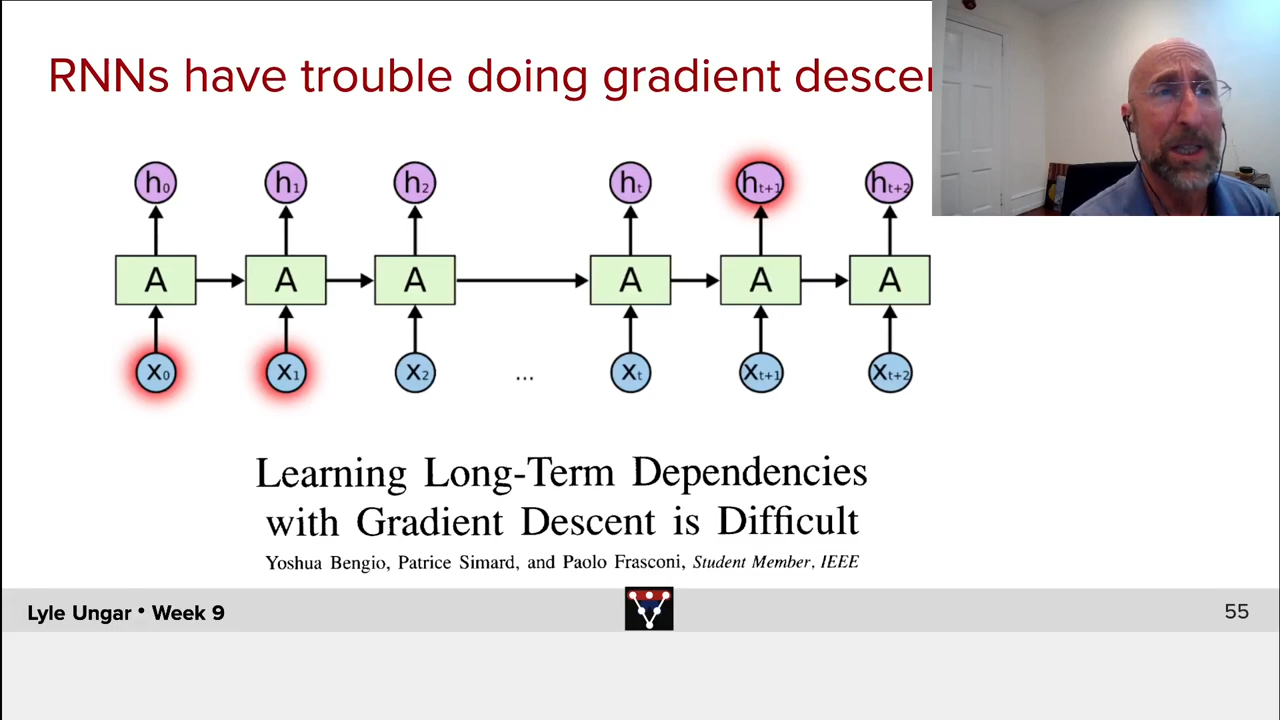 RNNs have trouble doing gradient descen
h₀ h₁ h₂ hₜ hₜ₊₁ hₜ₊₂
A A A A A A
x₀ x₁ x₂ ... xₜ xₜ₊₁ xₜ₊₂
Learning Long-Term Dependencies
with Gradient Descent is Difficult
Yoshua Bengio, Patrice Simard, and Paolo Frasconi, Student Member, IEEE
Lyle Ungar • Week 9
55